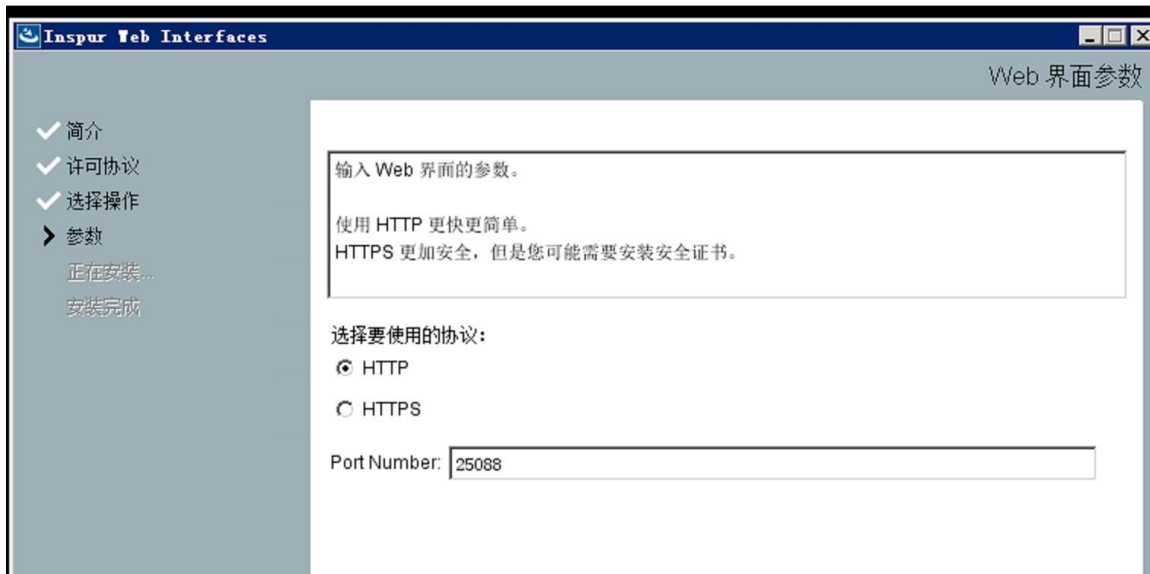 Inspur Web Interfaces
Web 界面参数
简介
许可协议
选择操作
参数
正在安装...
安装完成
输入 Web 界面的参数。
使用 HTTP 更快更简单。
HTTPS 更加安全，但是您可能需要安装安全证书。
选择要使用的协议：
HTTP
HTTPS
Port Number: 25088